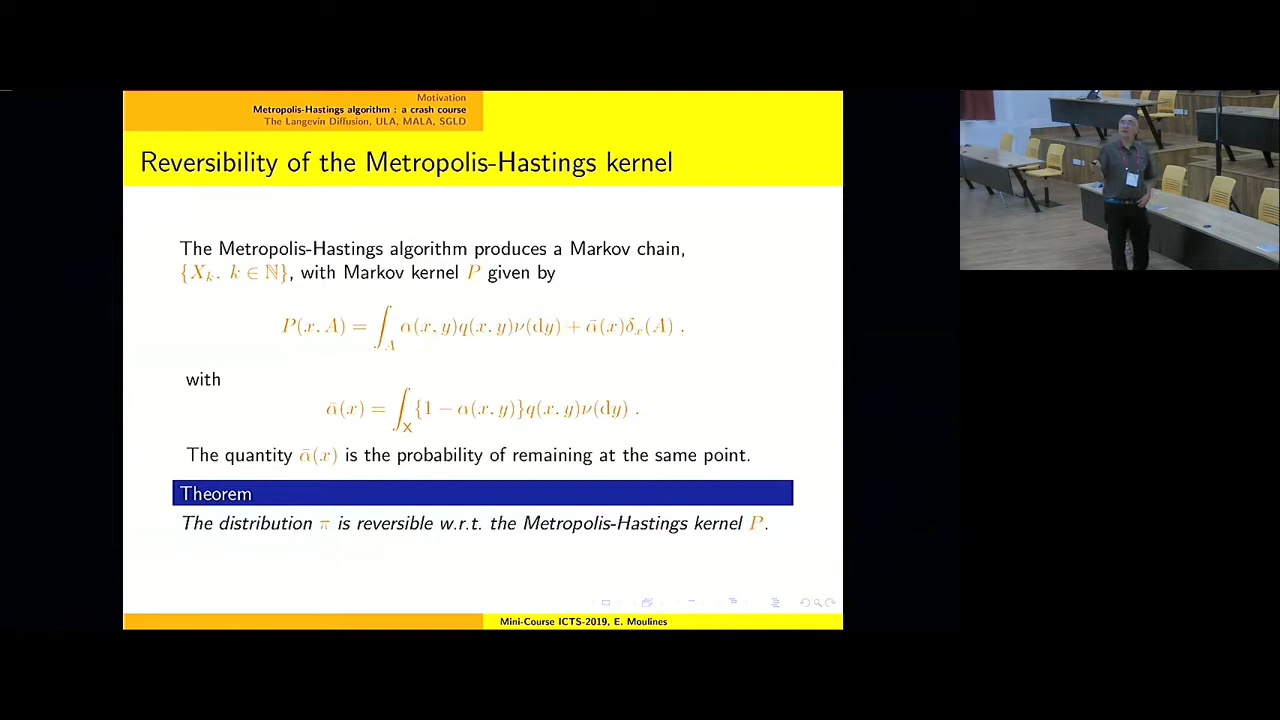 Motivation
Metropolis-Hastings algorithm : a crash course
The Langevin Diffusion, ULA, MALA, SGLD
Reversibility of the Metropolis-Hastings kernel
The Metropolis-Hastings algorithm produces a Markov chain,
{X_k, k ∈ ℕ}, with Markov kernel P given by
P(x, A) = ∫_A α(x, y)q(x, y)ν(dy) + ᾱ(x)δ_x(A) .
with
ᾱ(x) = ∫_X {1 − α(x, y)}q(x, y)ν(dy) .
The quantity ᾱ(x) is the probability of remaining at the same point.
Theorem
The distribution π is reversible w.r.t. the Metropolis-Hastings kernel P.
Mini-Course ICTS-2019, E. Moulines